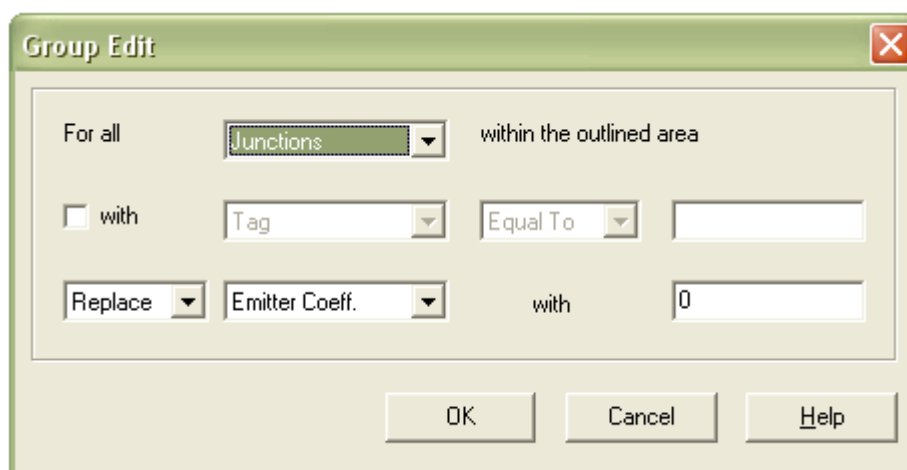 Group Edit
For all Junctions within the outlined area
with Tag Equal To
Replace Emitter Coeff. with 0
OK Cancel Help